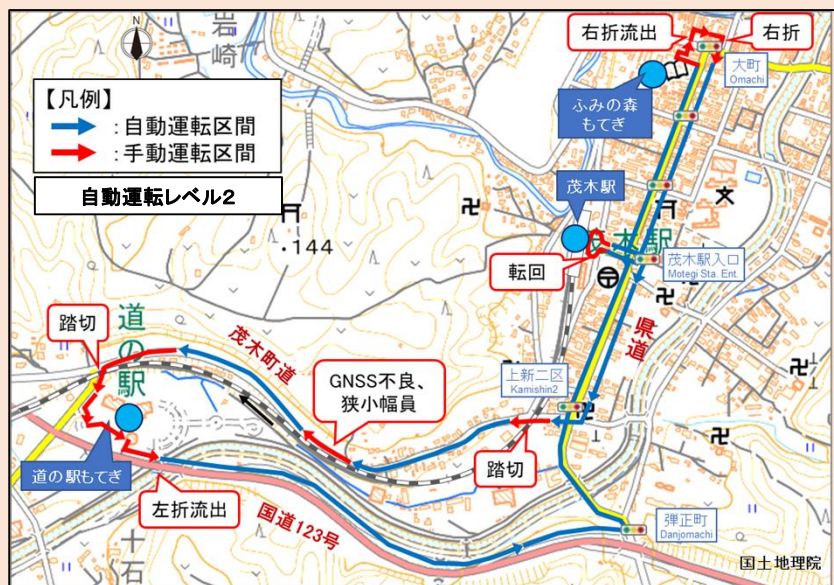 N
岩崎
【凡例】
：自動運転区間
：手動運転区間
自動運転レベル2
右折流出
右折
大町
Omachi
ふみの森
もてぎ
茂木駅
144
茂木駅
転回
茂木駅入口
Motegi Sta. Ent.
県道
踏切
道の駅
茂木町道
GNSS不良、
狭小幅員
上新二区
Kamishin2
踏切
道の駅もてぎ
左折流出
国道123号
弾正町
Danjomachi
十石
国土地理院